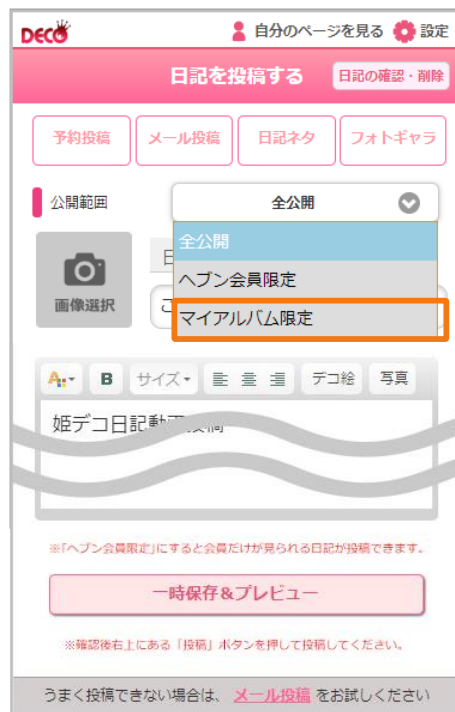 DECO
自分のページを見る 設定
日記を投稿する 日記の確認・削除
予約投稿 メール投稿 日記ネタ フォトギャラ
公開範囲 全公開
全公開
ヘブン会員限定
マイアルバム限定
画像選択
A B サイズ デコ絵 写真
姫デコ日記動画投稿
※「ヘブン会員限定」にすると会員だけが見られる日記が投稿できます。
一時保存&プレビュー
※確認後右上にある「投稿」ボタンを押して投稿してください。
うまく投稿できない場合は、 メール投稿 をお試しください